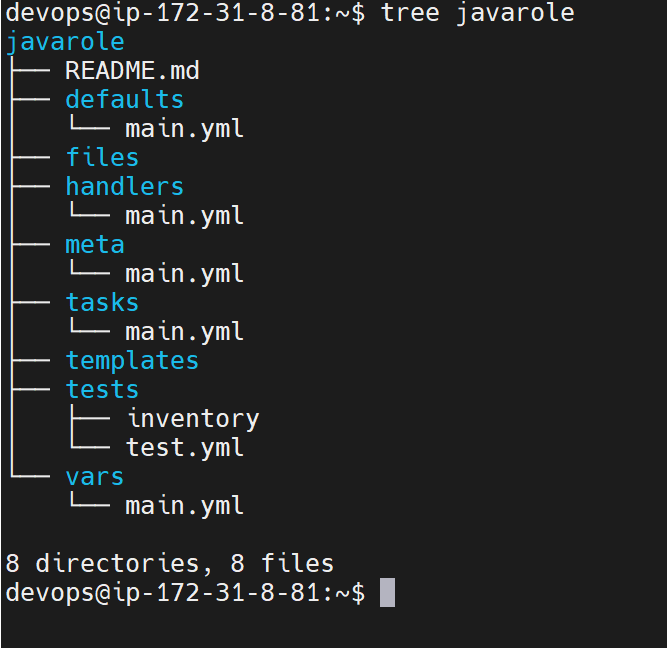 devops@ip-172-31-8-81:~$ tree javarole
javarole
├── README.md
├── defaults
│   └── main.yml
├── files
├── handlers
│   └── main.yml
├── meta
│   └── main.yml
├── tasks
│   └── main.yml
├── templates
├── tests
│   ├── inventory
│   └── test.yml
└── vars
    └── main.yml

8 directories, 8 files
devops@ip-172-31-8-81:~$